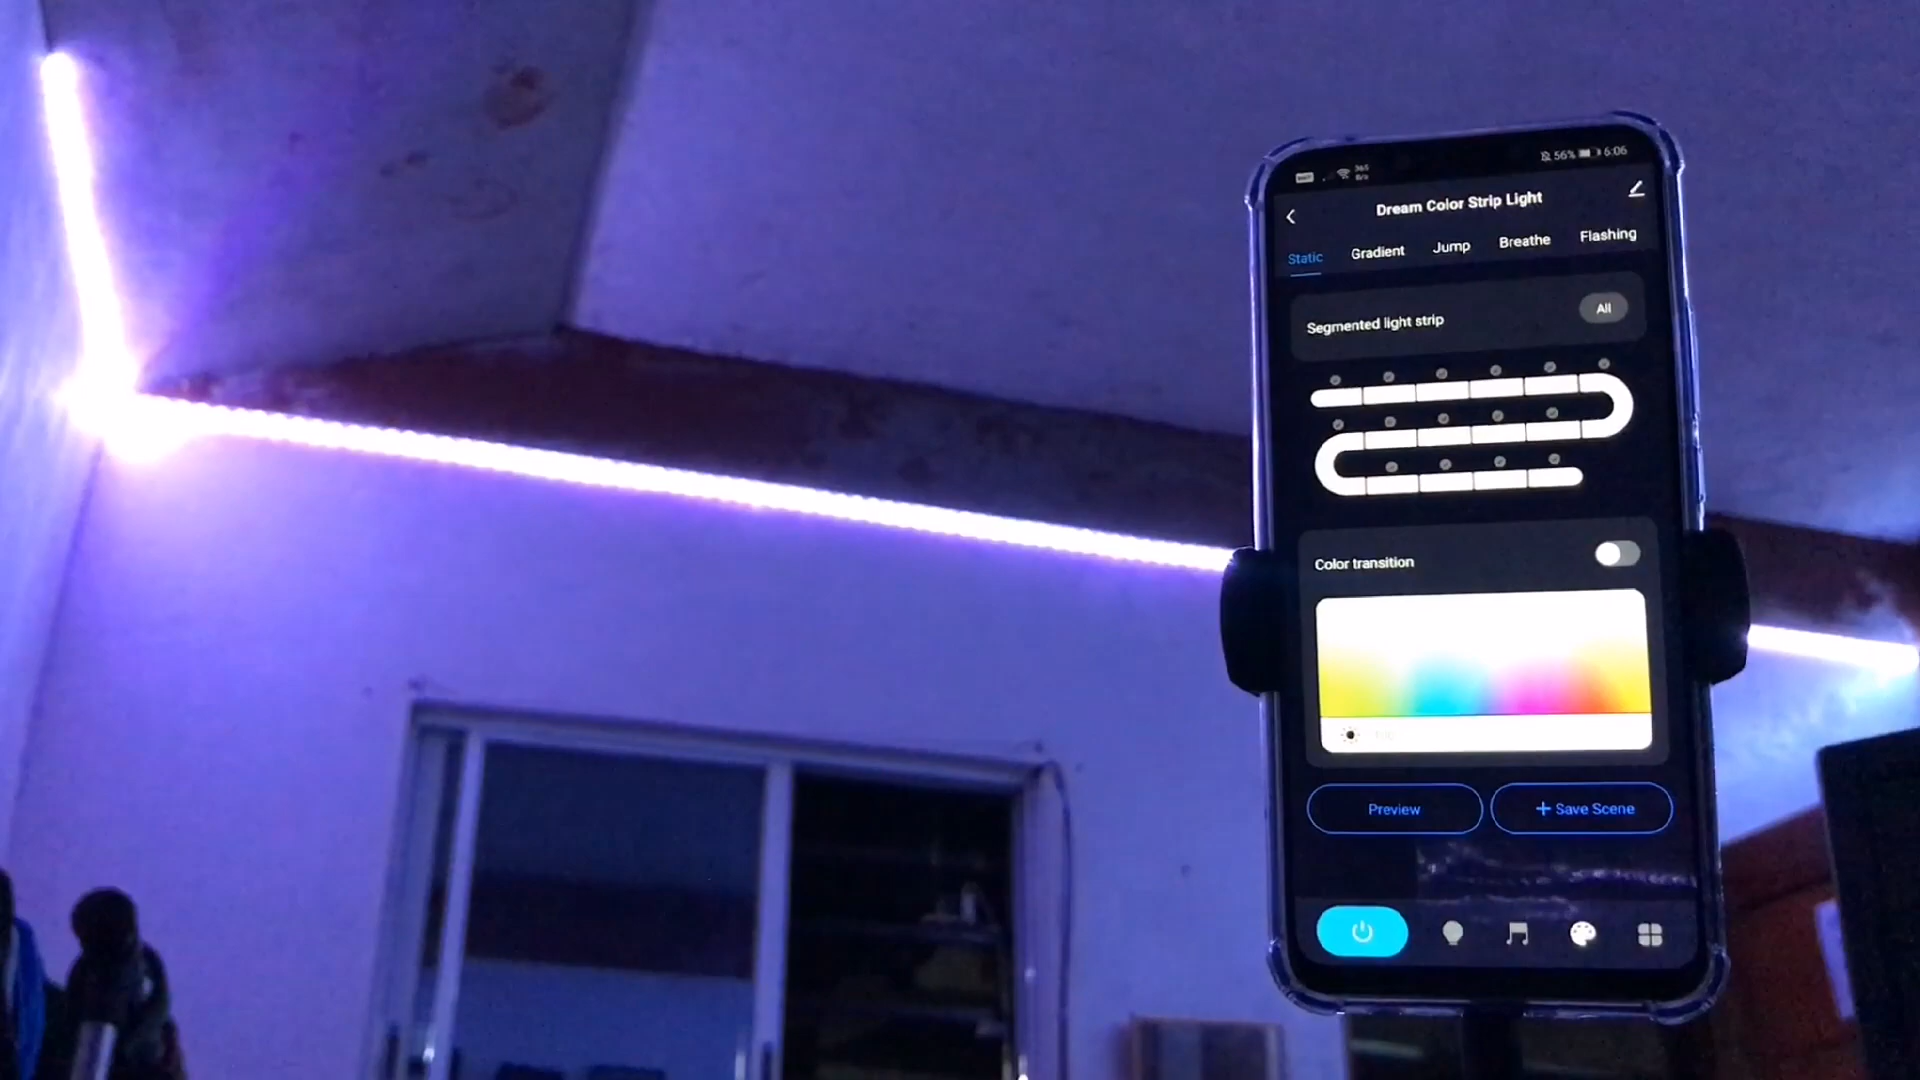 56% 6:06
Dream Color Strip Light
Static Gradient Jump Breathe Flashing
Segmented light strip All
Color transition
Preview + Save Scene